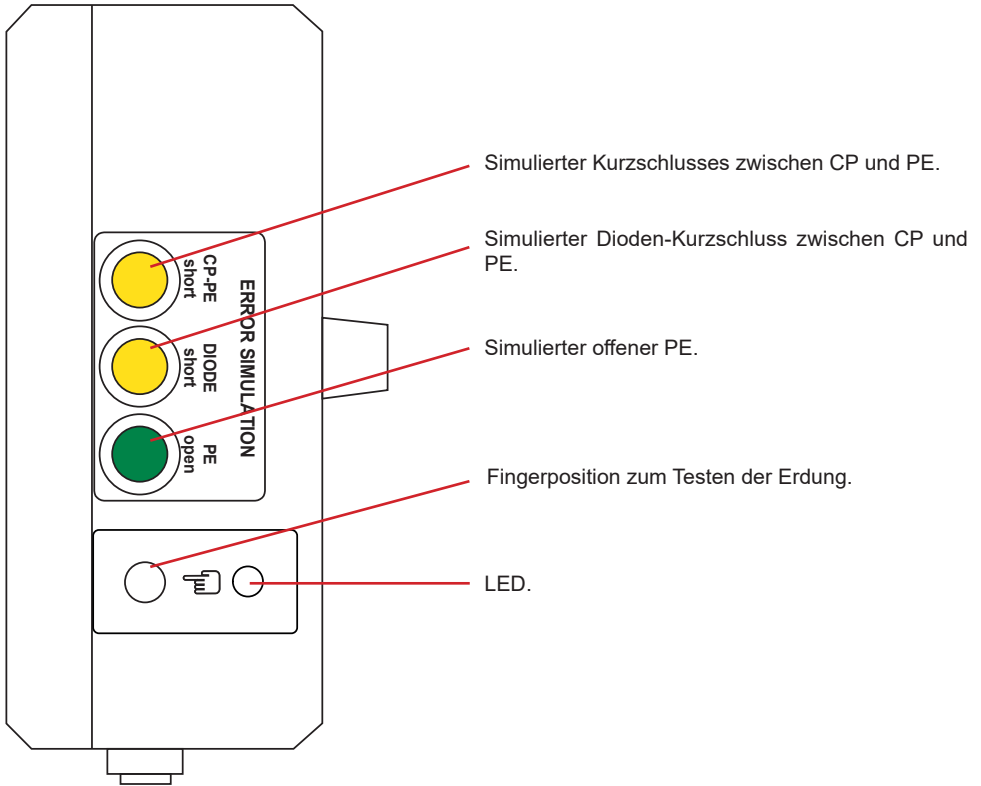 Simulierter Kurzschlusses zwischen CP und PE.
Simulierter Dioden-Kurzschluss zwischen CP und
PE.
Simulierter offener PE.
Fingerposition zum Testen der Erdung.
LED.
ERROR SIMULATION
CP-PE
short
DIODE
short
PE
open